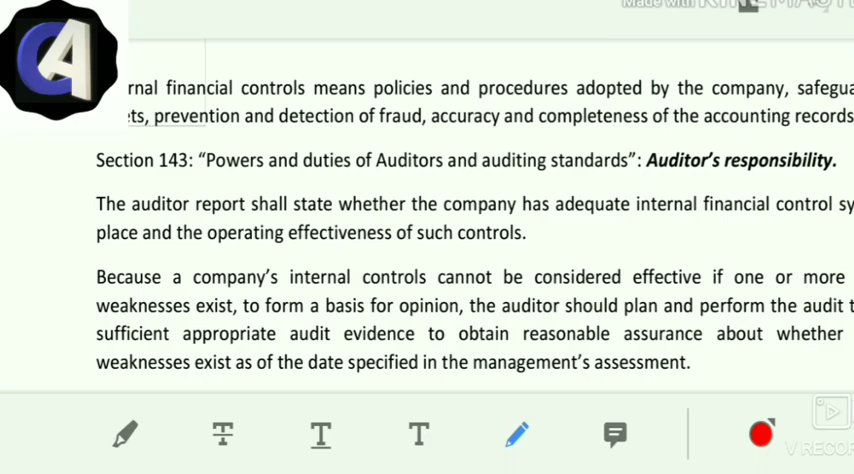 Made with KINEMASTER
CA
rnal financial controls means policies and procedures adopted by the company,
ets, prevention and detection of fraud, accuracy and completeness of the accounting records
Section 143: “Powers and duties of Auditors and auditing standards”: Auditor’s responsibility.
The auditor report shall state whether the company has adequate internal financial control
place and the operating effectiveness of such controls.
Because a company’s internal controls cannot be considered effective if one or more
weaknesses exist, to form a basis for opinion, the auditor should plan and perform the audit
sufficient appropriate audit evidence to obtain reasonable assurance about whether
weaknesses exist as of the date specified in the management’s assessment.
T T T